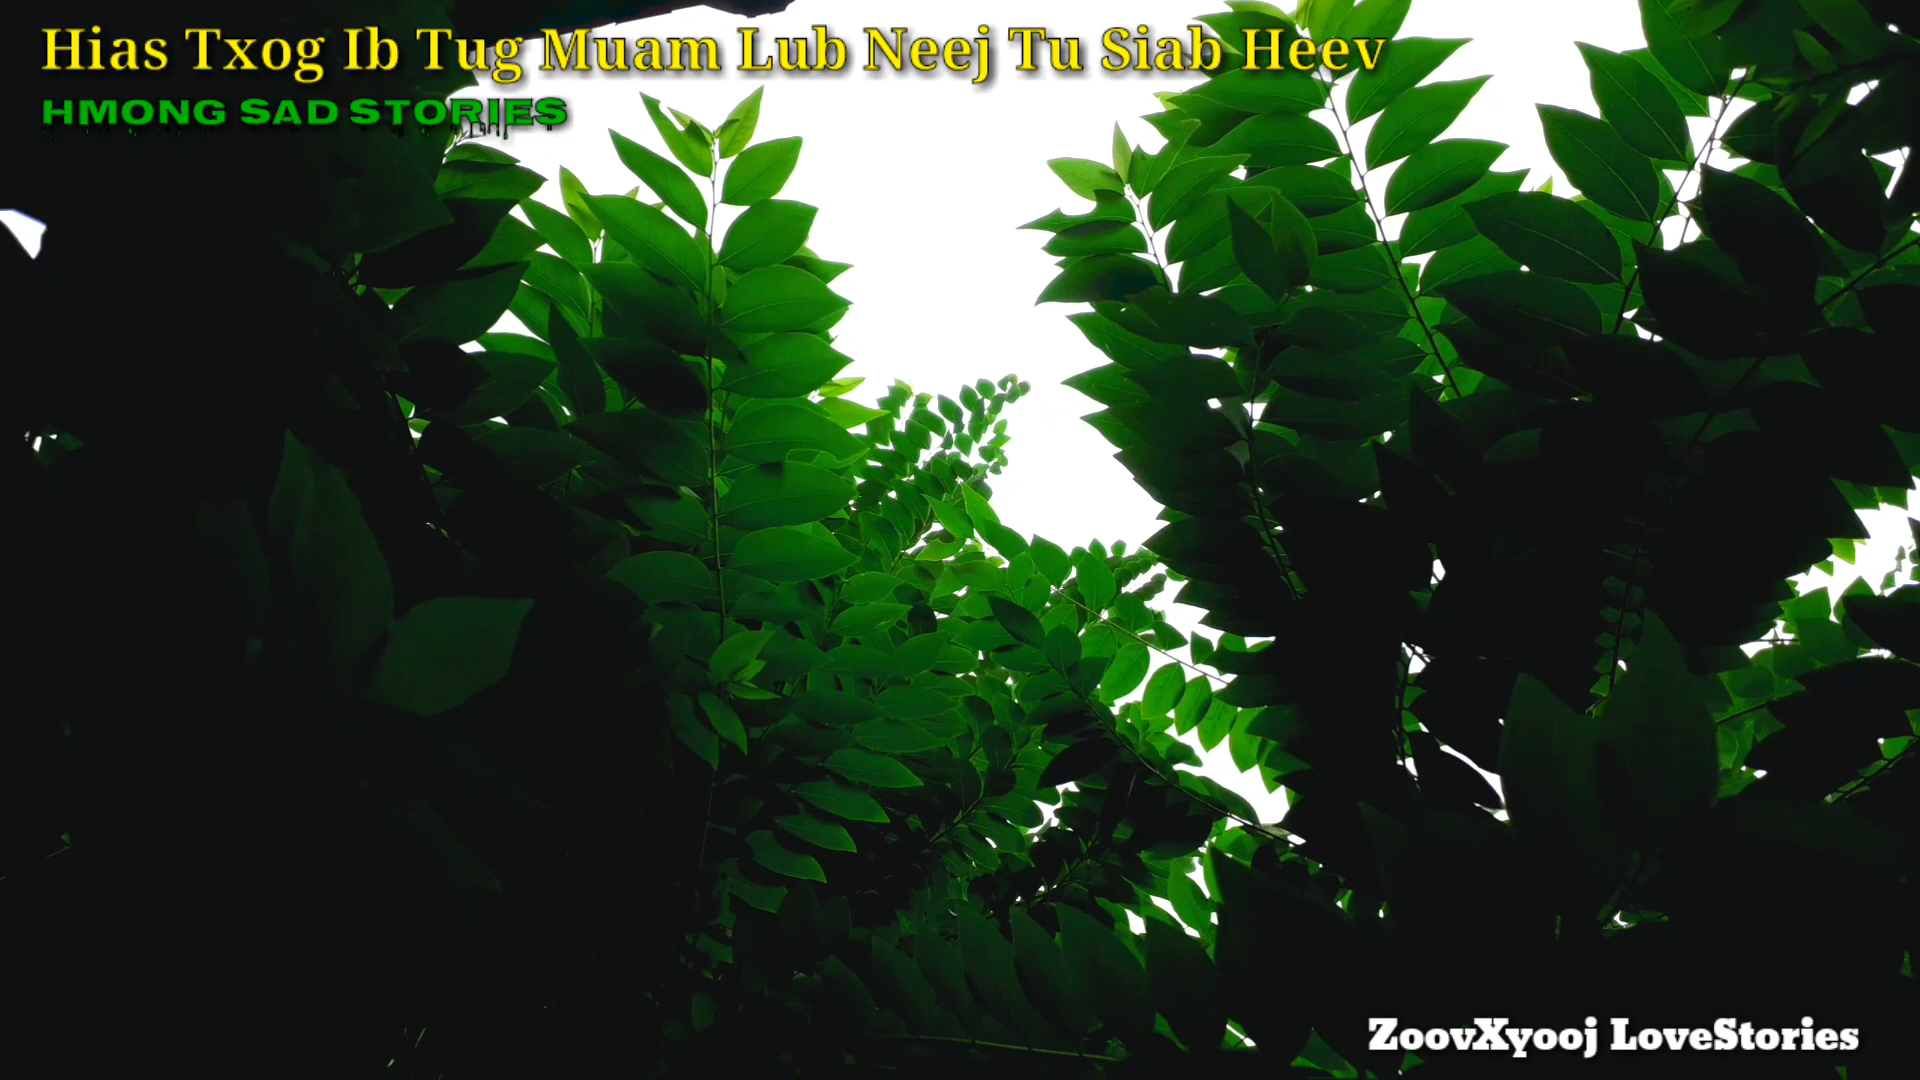 Hias Txog Ib Tug Muam Lub Neej Tu Siab Heev
HMONG SAD STORIES
ZoovXyooj LoveStories